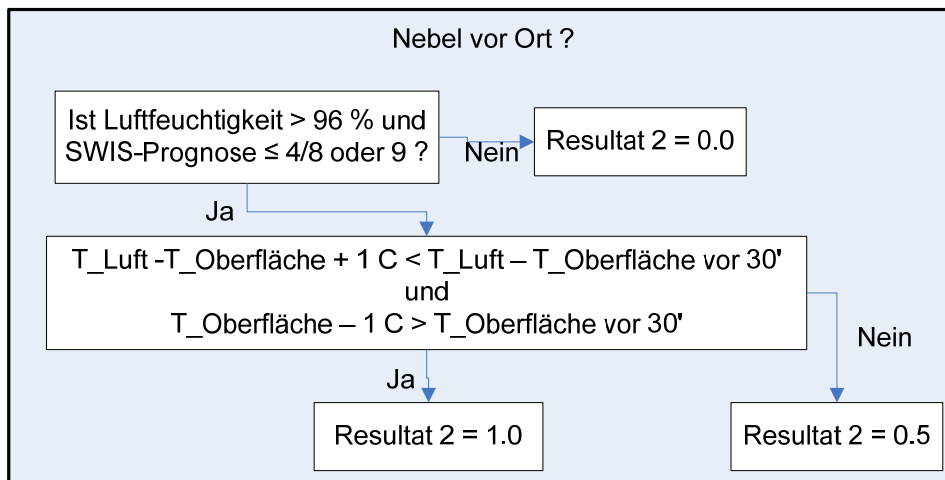 Nebel vor Ort ?
Ist Luftfeuchtigkeit > 96 % und
SWIS-Prognose ≤ 4/8 oder 9 ?
Nein
Resultat 2 = 0.0
Ja
T_Luft -T_Oberfläche + 1 C < T_Luft – T_Oberfläche vor 30'
und
T_Oberfläche – 1 C > T_Oberfläche vor 30'
Nein
Ja
Resultat 2 = 1.0
Resultat 2 = 0.5